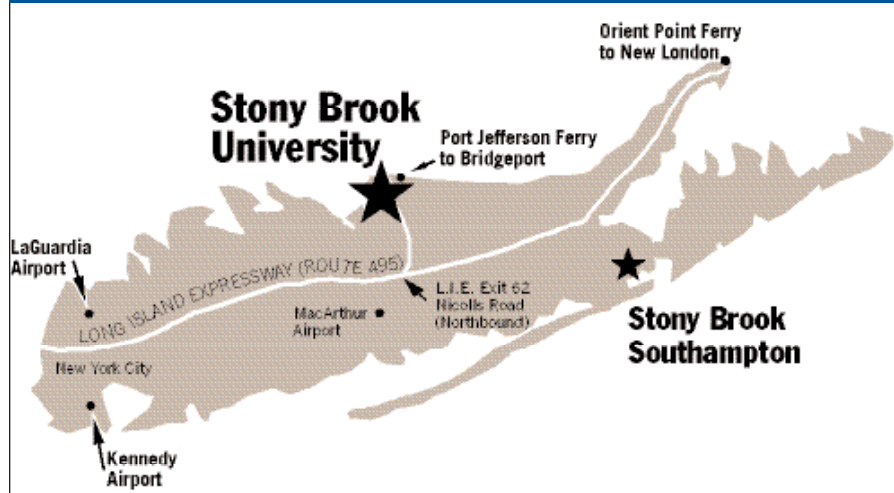 Orient Point Ferry
to New London
Stony Brook
University
Port Jefferson Ferry
to Bridgeport
LaGuardia
Airport
LONG ISLAND EXPRESSWAY (ROUTE 495)
L.I.E. Exit 62
Nicolls Road
(Northbound)
MacArthur
Airport
Stony Brook
Southampton
New York City
Kennedy
Airport